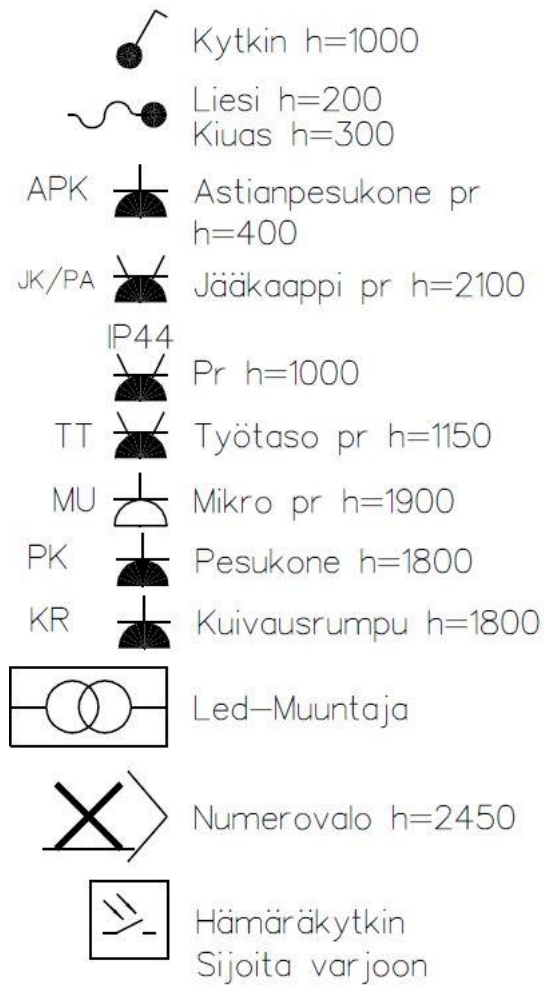 Kytkin h=1000
Liesi h=200
Kiuas h=300
APK Astianpesukone pr
h=400
JK/PA Jääkaappi pr h=2100
IP44
Pr h=1000
TT Työtaso pr h=1150
MU Mikro pr h=1900
PK Pesukone h=1800
KR Kuivausrumpu h=1800
Led-Muuntaja
Numerovalo h=2450
Hämäräkytkin
Sijoita varjoon